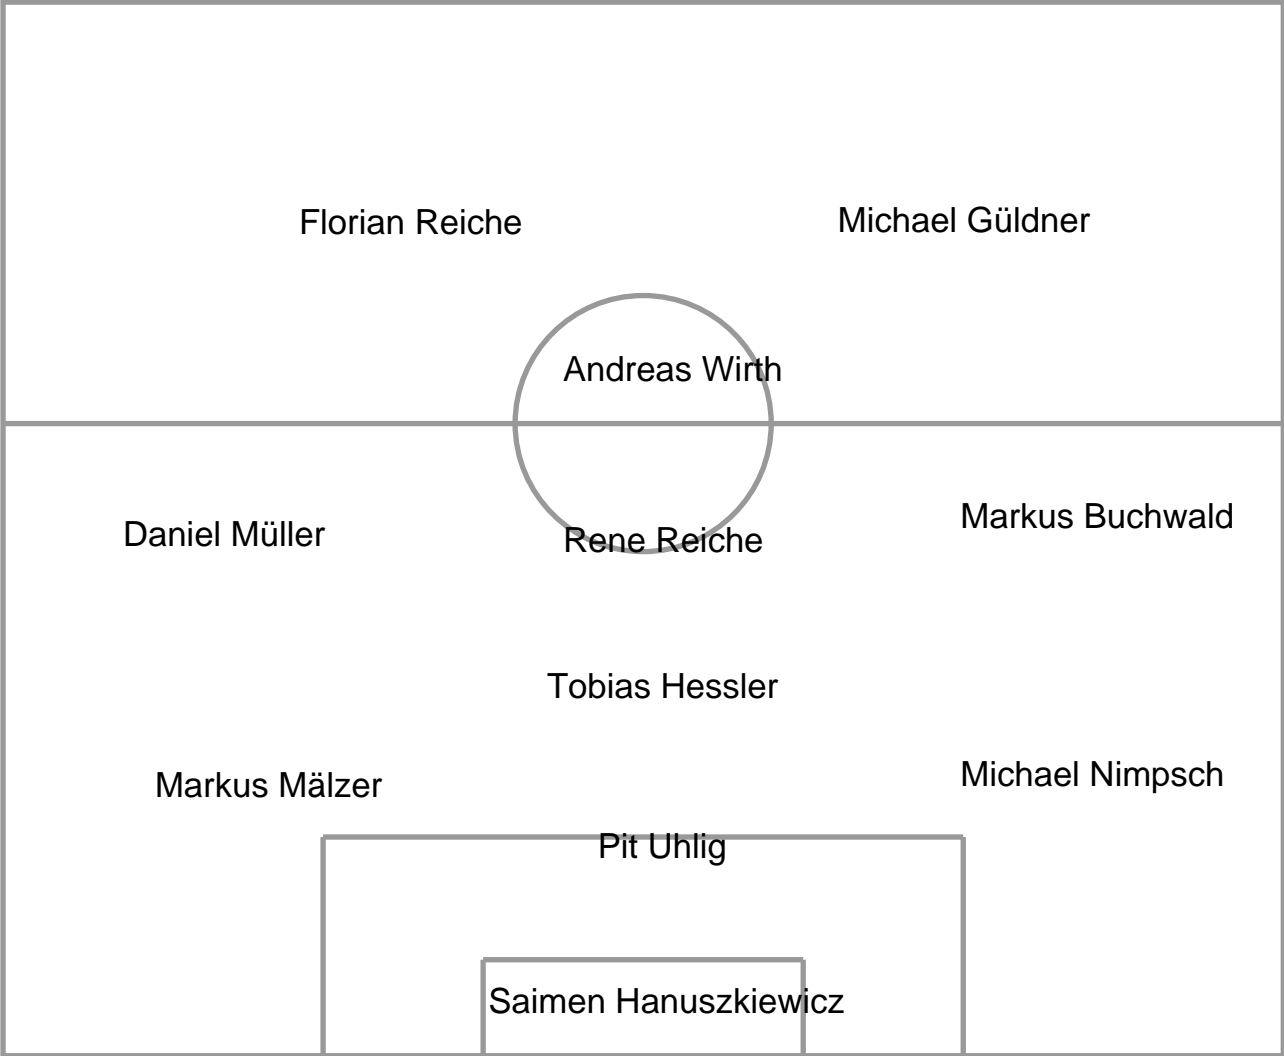 Florian Reiche
Michael Güldner
Andreas Wirth
Daniel Müller
Rene Reiche
Markus Buchwald
Tobias Hessler
Markus Mälzer
Michael Nimpsch
Pit Uhlig
Saimen Hanuszkiewicz